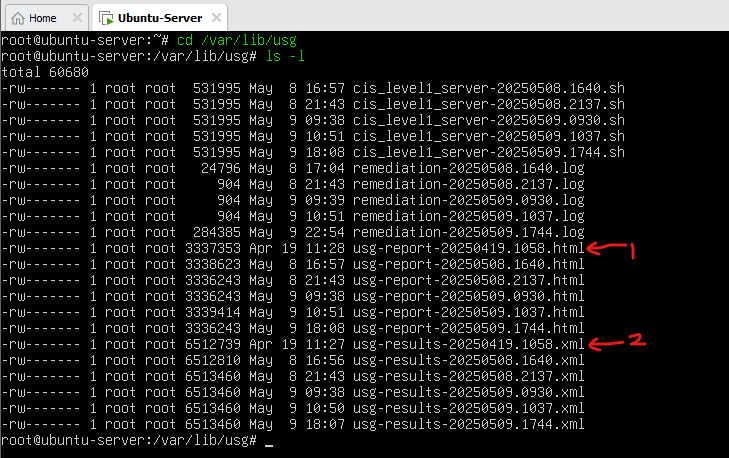 Home Ubuntu-Server
root@ubuntu-server:~# cd /var/lib/usg
root@ubuntu-server:/var/lib/usg# ls -l
total 60680
-rw------- 1 root root  531995 May  8 16:57 cis_level1_server-20250508.1640.sh
-rw------- 1 root root  531995 May  8 21:43 cis_level1_server-20250508.2137.sh
-rw------- 1 root root  531995 May  9 09:38 cis_level1_server-20250509.0930.sh
-rw------- 1 root root  531995 May  9 10:51 cis_level1_server-20250509.1037.sh
-rw------- 1 root root  531995 May  9 18:08 cis_level1_server-20250509.1744.sh
-rw------- 1 root root   24796 May  8 17:04 remediation-20250508.1640.log
-rw------- 1 root root     904 May  8 21:43 remediation-20250508.2137.log
-rw------- 1 root root     904 May  9 09:39 remediation-20250509.0930.log
-rw------- 1 root root     904 May  9 10:51 remediation-20250509.1037.log
-rw------- 1 root root  284385 May  9 22:54 remediation-20250509.1744.log
-rw------- 1 root root 3337353 Apr 19 11:28 usg-report-20250419.1058.html 1
-rw------- 1 root root 3338623 May  8 16:57 usg-report-20250508.1640.html
-rw------- 1 root root 3336243 May  8 21:43 usg-report-20250508.2137.html
-rw------- 1 root root 3336243 May  9 09:38 usg-report-20250509.0930.html
-rw------- 1 root root 3339414 May  9 10:51 usg-report-20250509.1037.html
-rw------- 1 root root 3336243 May  9 18:08 usg-report-20250509.1744.html
-rw------- 1 root root 6512739 Apr 19 11:27 usg-results-20250419.1058.xml 2
-rw------- 1 root root 6512810 May  8 16:56 usg-results-20250508.1640.xml
-rw------- 1 root root 6513460 May  8 21:43 usg-results-20250508.2137.xml
-rw------- 1 root root 6513460 May  9 09:38 usg-results-20250509.0930.xml
-rw------- 1 root root 6513460 May  9 10:50 usg-results-20250509.1037.xml
-rw------- 1 root root 6513460 May  9 18:07 usg-results-20250509.1744.xml
root@ubuntu-server:/var/lib/usg# _